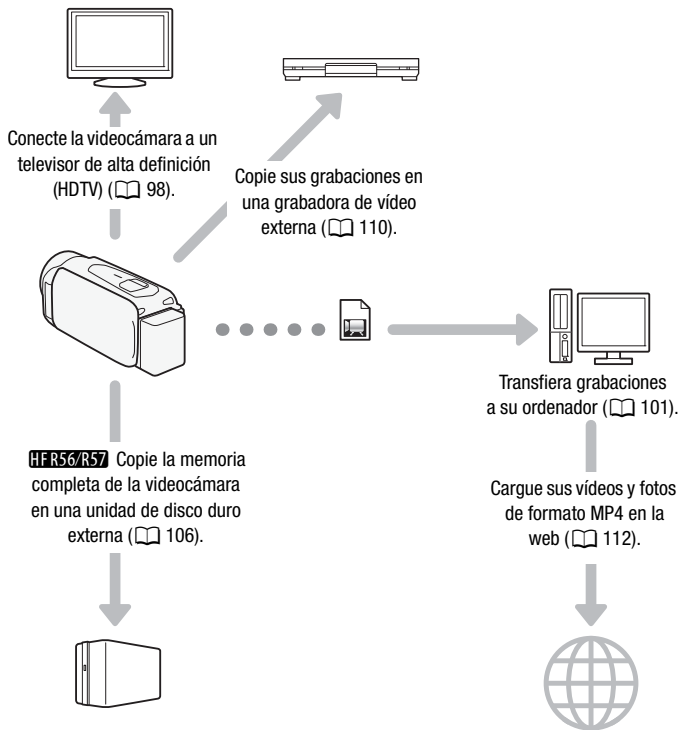 Conecte la videocámara a un
televisor de alta definición
(HDTV) (98).
Copie sus grabaciones en
una grabadora de vídeo
externa (110).
Transfiera grabaciones
a su ordenador (101).
HF R56/R57 Copie la memoria
completa de la videocámara
en una unidad de disco duro
externa (106).
Cargue sus vídeos y fotos
de formato MP4 en la
web (112).